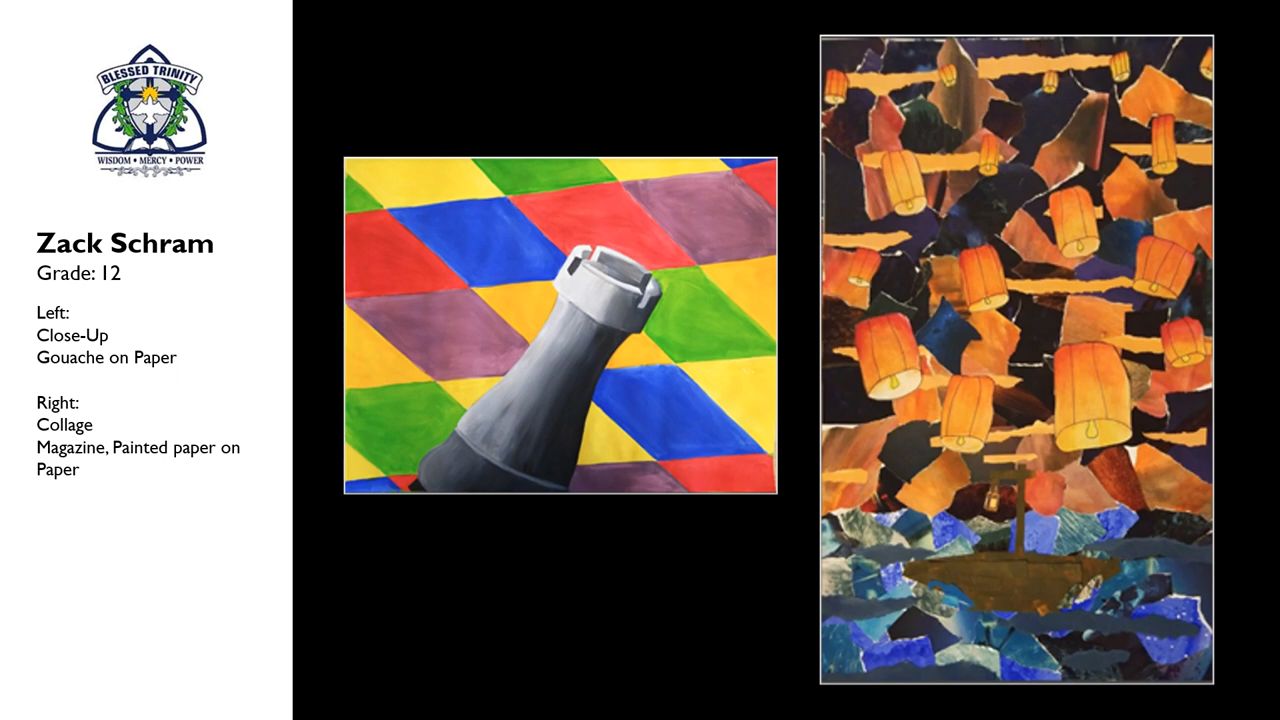 BLESSED TRINITY
WISDOM • MERCY • POWER
Zack Schram
Grade: 12
Left:
Close-Up
Gouache on Paper
Right:
Collage
Magazine, Painted paper on
Paper